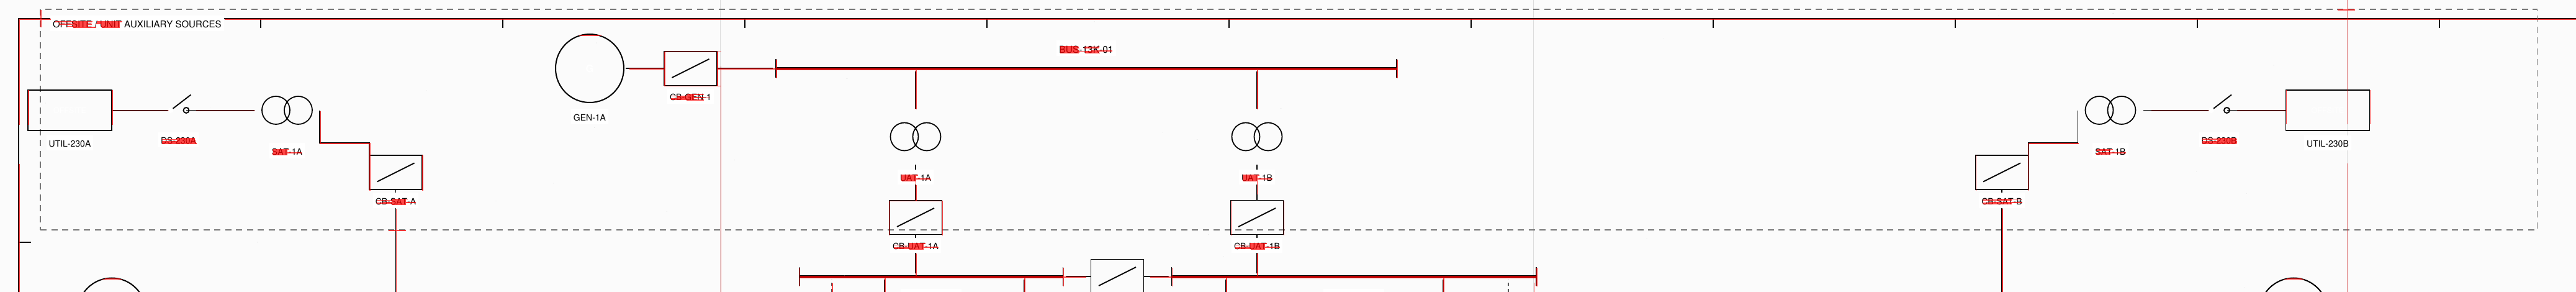 OFFSITE / UNIT AUXILIARY SOURCES
BUS-13K-01
CB-GEN-1
GEN-1A
DS-230A
UTIL-230A
SAT-1A
CB-SAT-A
UAT-1A
UAT-1B
CB-UAT-1A
CB-UAT-1B
DS-230B
UTIL-230B
SAT-1B
CB-SAT-B